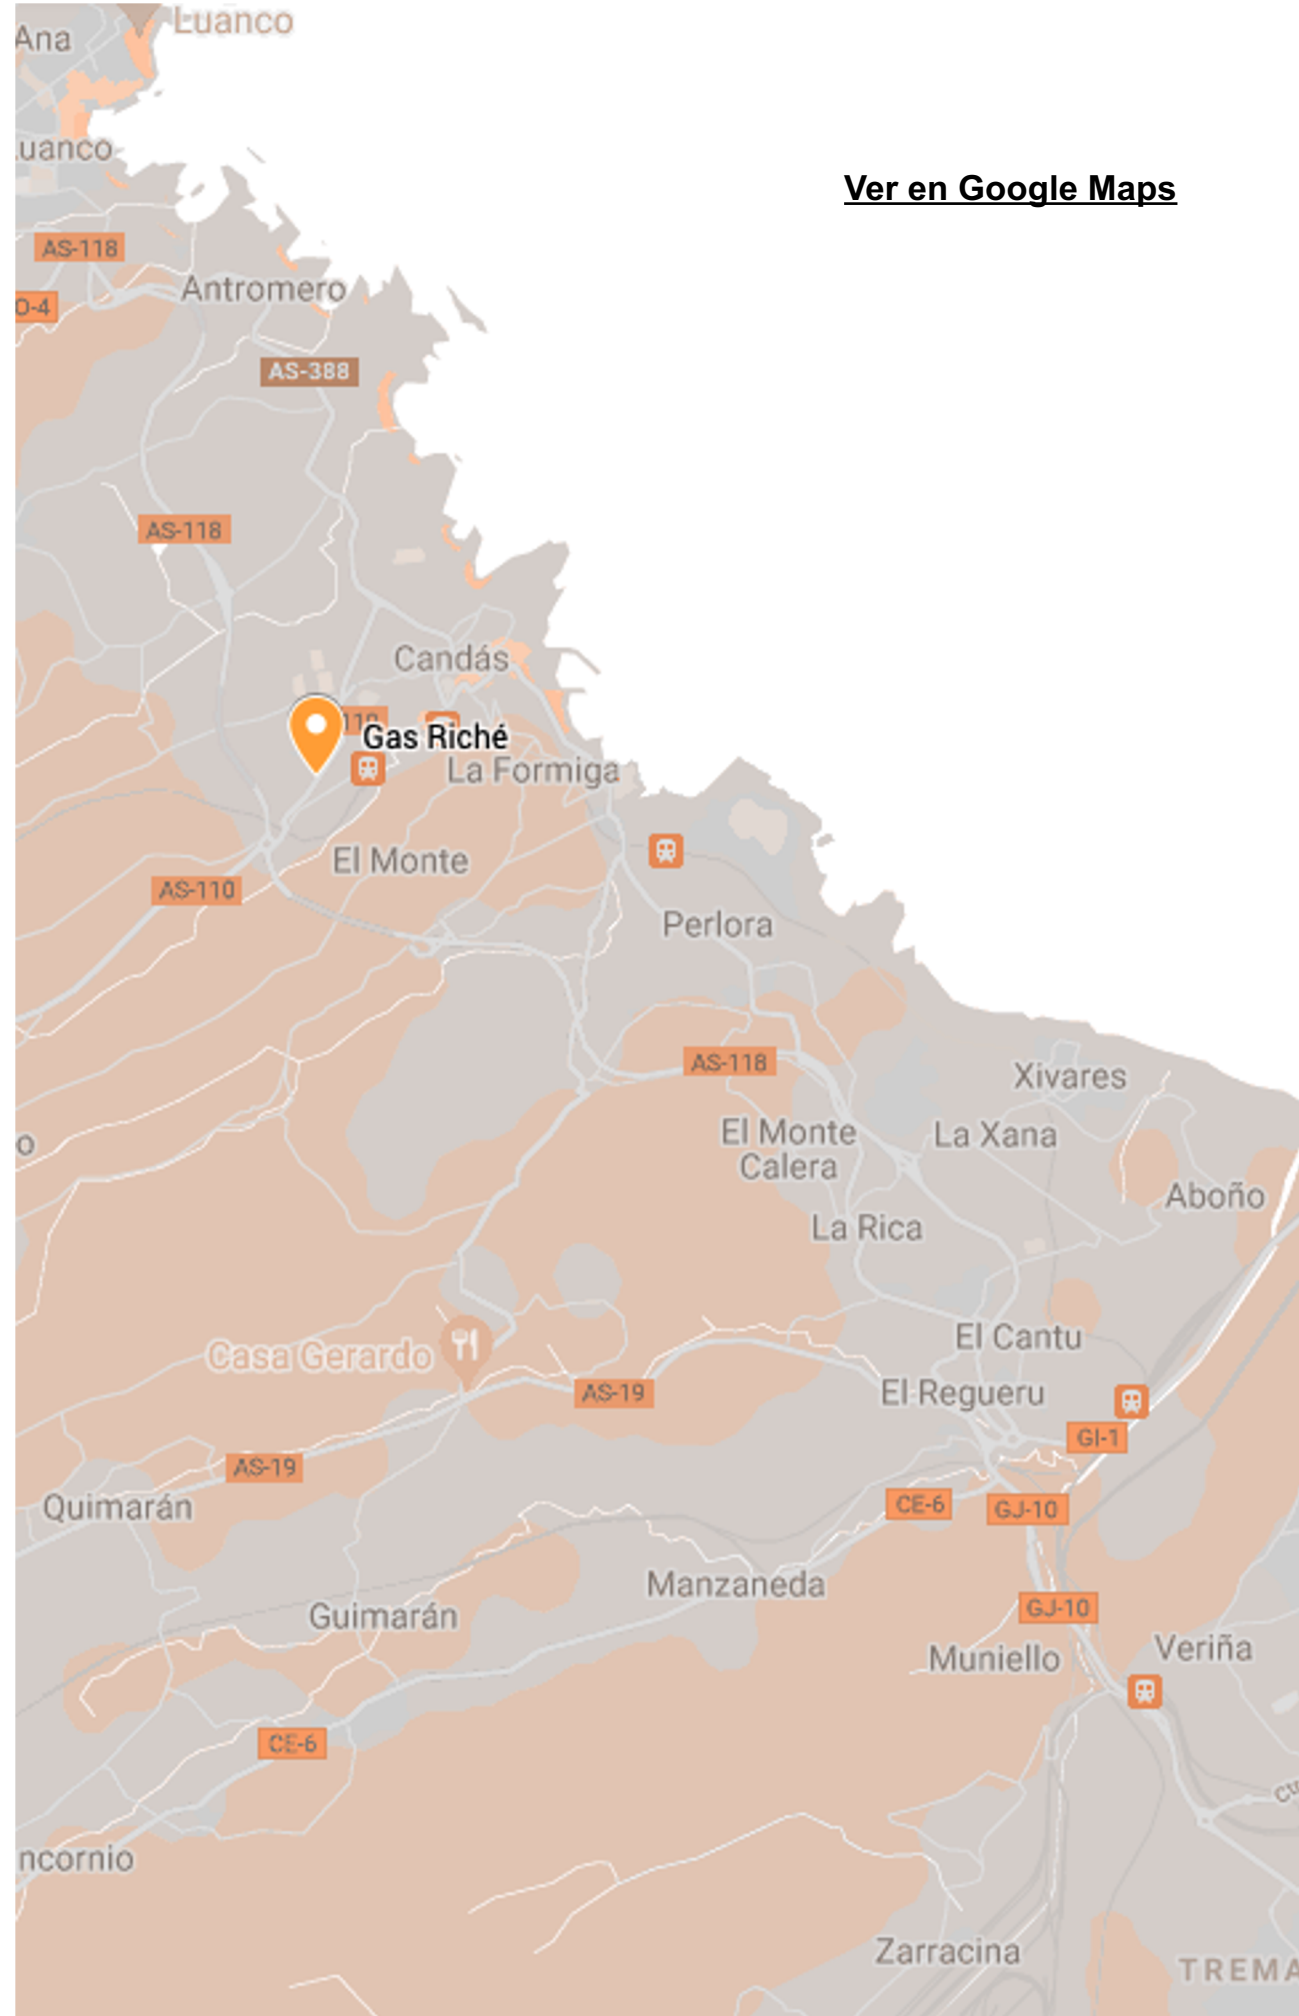 Luanco
Ana
uanco
Ver en Google Maps
AS-118
O-4
Antromero
AS-388
AS-118
Candás
110
Gas Riché
La Formiga
El Monte
AS-110
Perlora
AS-118
Xivares
El Monte
Calera
La Xana
o
Aboño
La Rica
El Cantu
Casa Gerardo
AS-19
El Regueru
GI-1
AS-19
Quimarán
CE-6
GJ-10
Manzaneda
GJ-10
Guimarán
Muniello
Veriña
CE-6
ncornio
Zarracina
TREMA